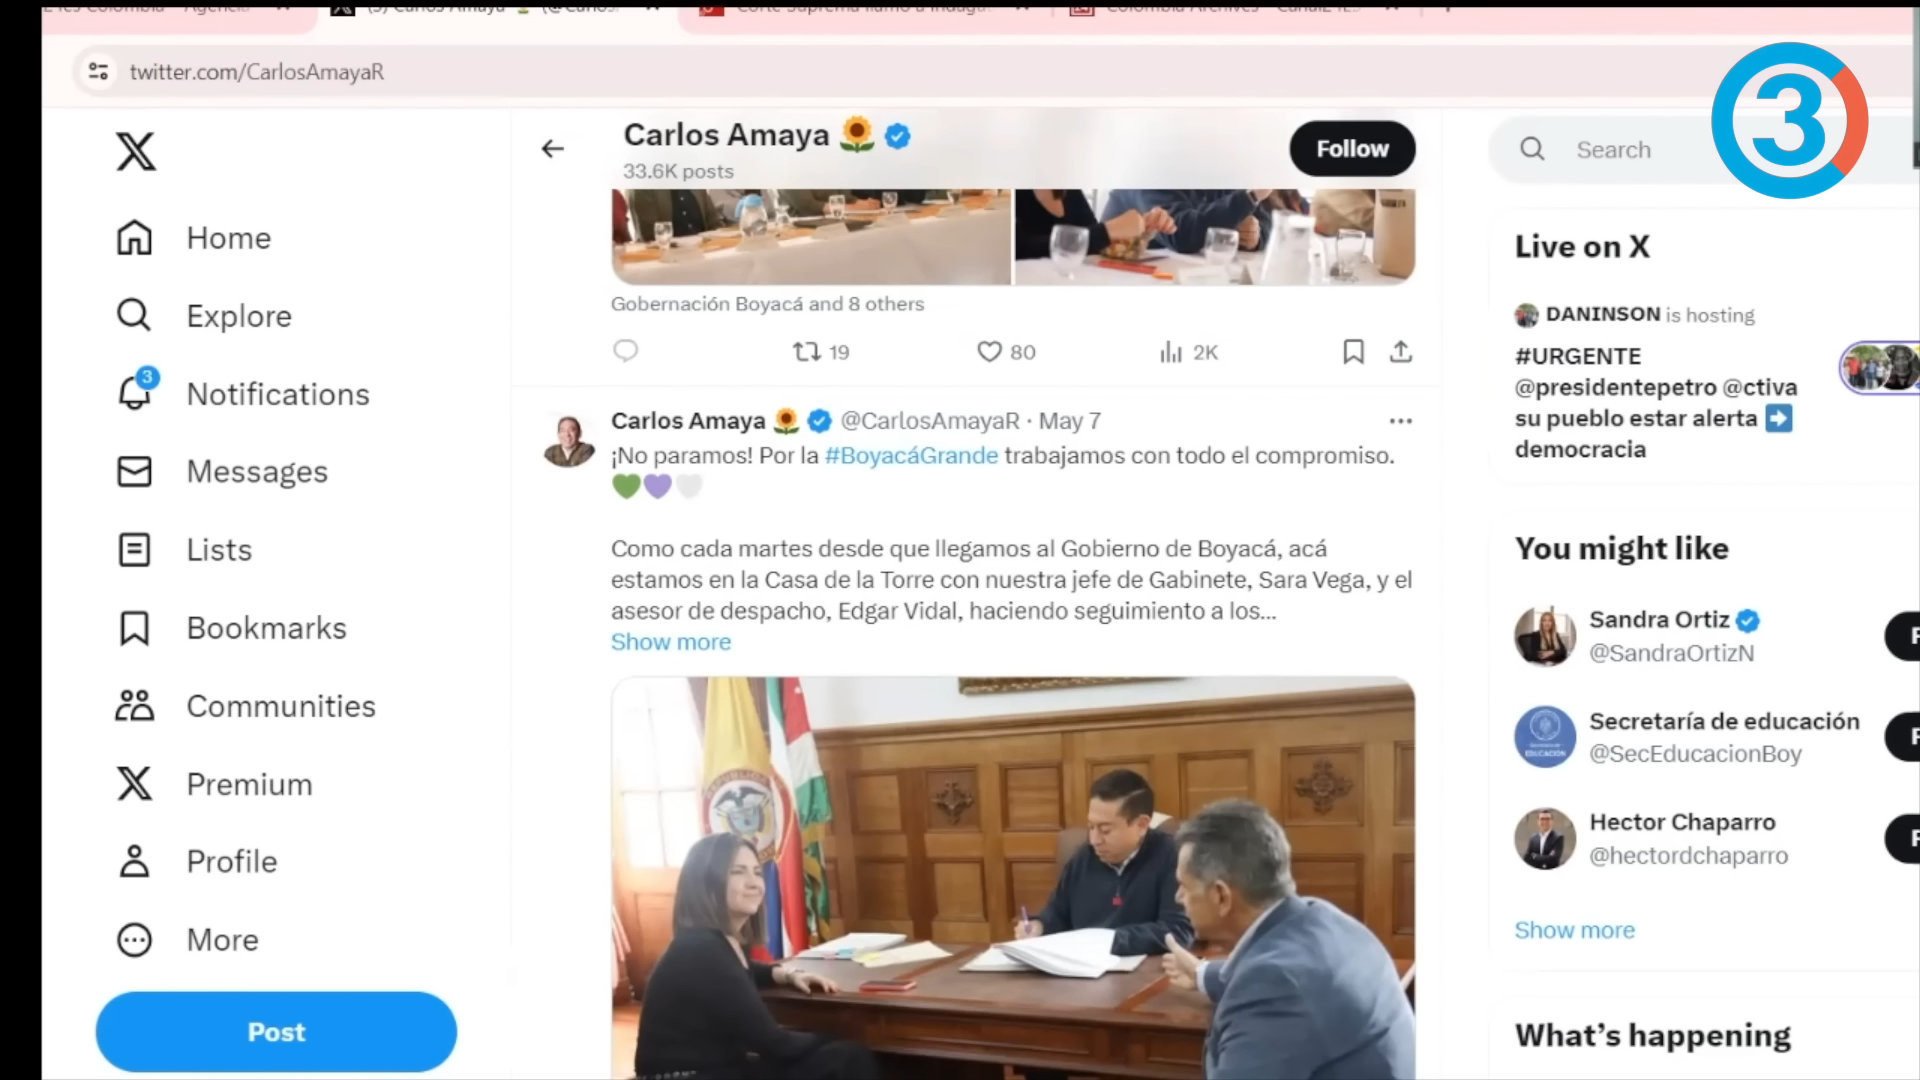 twitter.com/CarlosAmayaR
3
Carlos Amaya
33.6K posts
Follow
Search
Home
Explore
3
Notifications
Messages
Lists
Bookmarks
Communities
Premium
Profile
More
Post
Gobernación Boyacá and 8 others
19
80
2K
Carlos Amaya @CarlosAmayaR · May 7
¡No paramos! Por la #BoyacáGrande trabajamos con todo el compromiso.
Como cada martes desde que llegamos al Gobierno de Boyacá, acá
estamos en la Casa de la Torre con nuestra jefe de Gabinete, Sara Vega, y el
asesor de despacho, Edgar Vidal, haciendo seguimiento a los...
Show more
Live on X
DANINSON is hosting
#URGENTE
@presidentepetro @ctiva
su pueblo estar alerta
democracia
You might like
Sandra Ortiz
@SandraOrtizN
Secretaría de educación
@SecEducacionBoy
Hector Chaparro
@hectordchaparro
Show more
What's happening